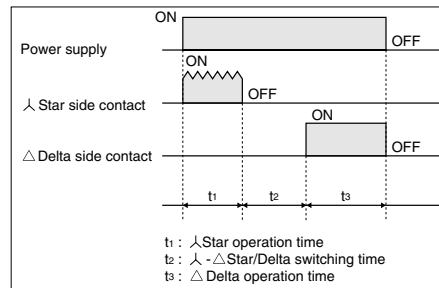 ON
Power supply
OFF
ON
⅄ Star side contact
OFF
ON
△ Delta side contact
OFF
t1 t2 t3
t1 : ⅄Star operation time
t2 : ⅄ - △Star/Delta switching time
t3 : △ Delta operation time